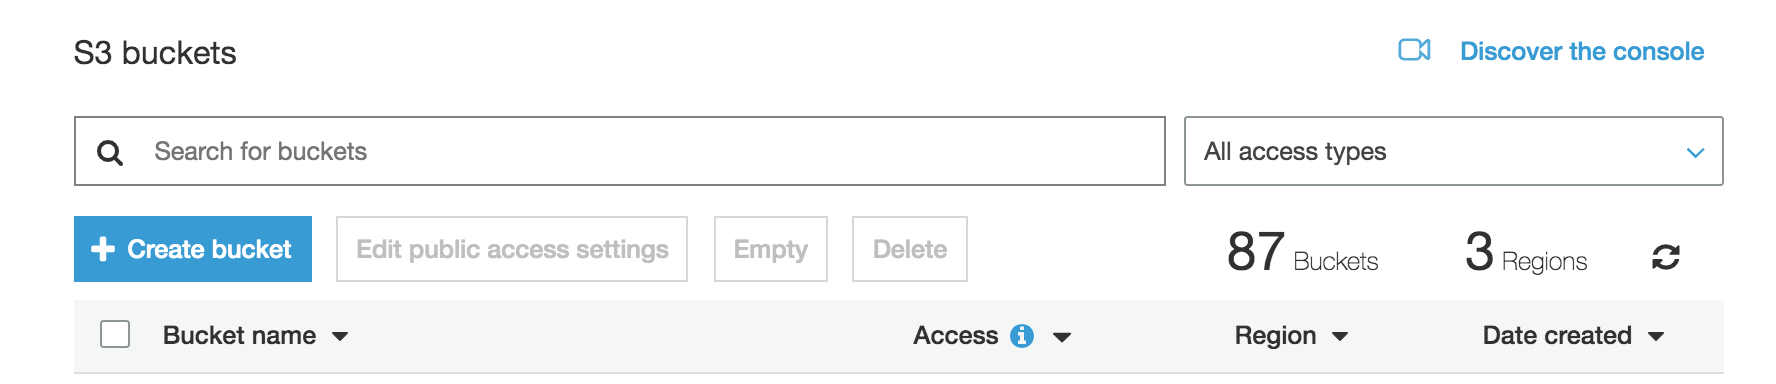 S3 buckets
Discover the console
Search for buckets
All access types
Create bucket
Edit public access settings
Empty
Delete
87 Buckets
3 Regions
Bucket name
Access
Region
Date created